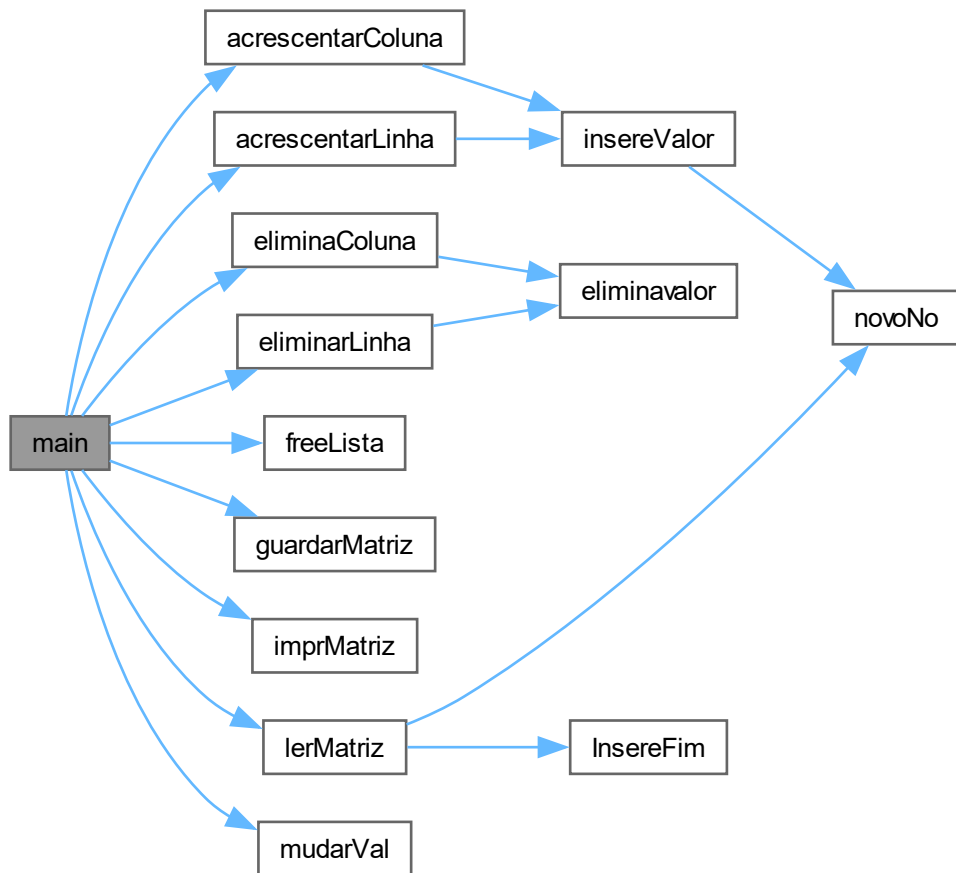 acrescentarColuna
acrescentarLinha
insereValor
eliminaColuna
eliminavalor
novoNo
eliminarLinha
main
freeLista
guardarMatriz
imprMatriz
lerMatriz
InsereFim
mudarVal